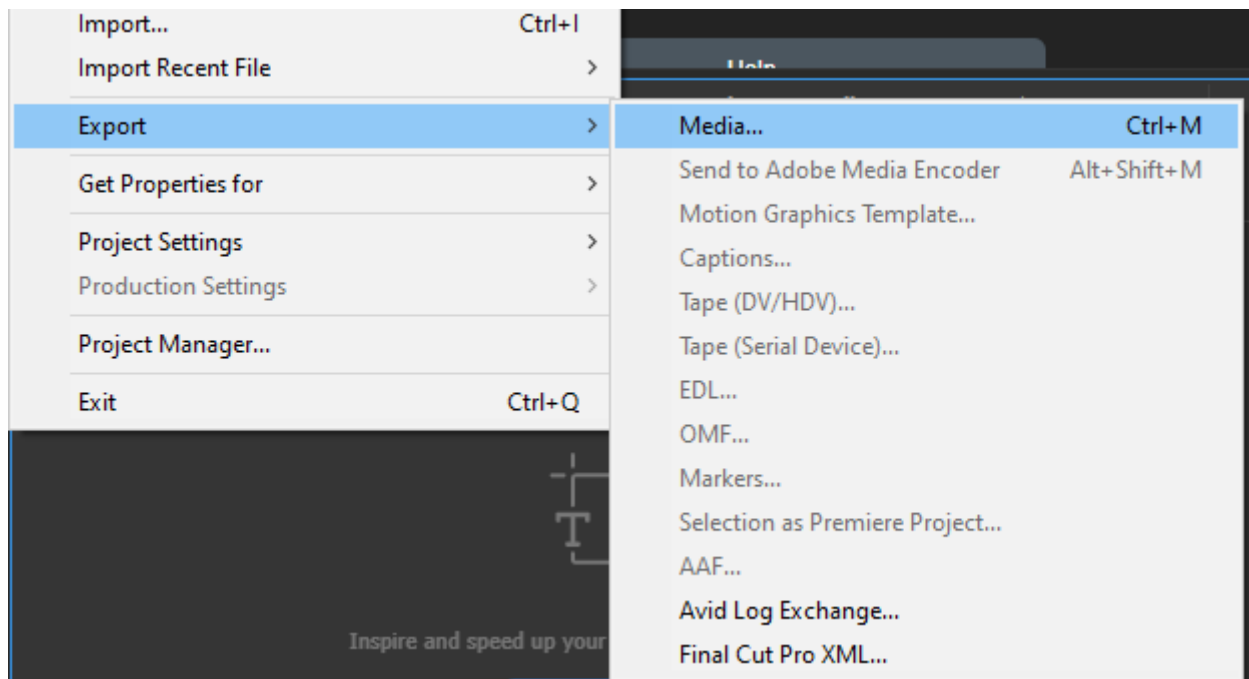 Import... Ctrl+I
Import Recent File >
Help
Export >
Media... Ctrl+M
Send to Adobe Media Encoder Alt+Shift+M
Get Properties for >
Motion Graphics Template...
Project Settings >
Captions...
Production Settings >
Tape (DV/HDV)...
Project Manager...
Tape (Serial Device)...
Exit Ctrl+Q
EDL...
OMF...
Markers...
Selection as Premiere Project...
AAF...
Avid Log Exchange...
Inspire and speed up your
Final Cut Pro XML...